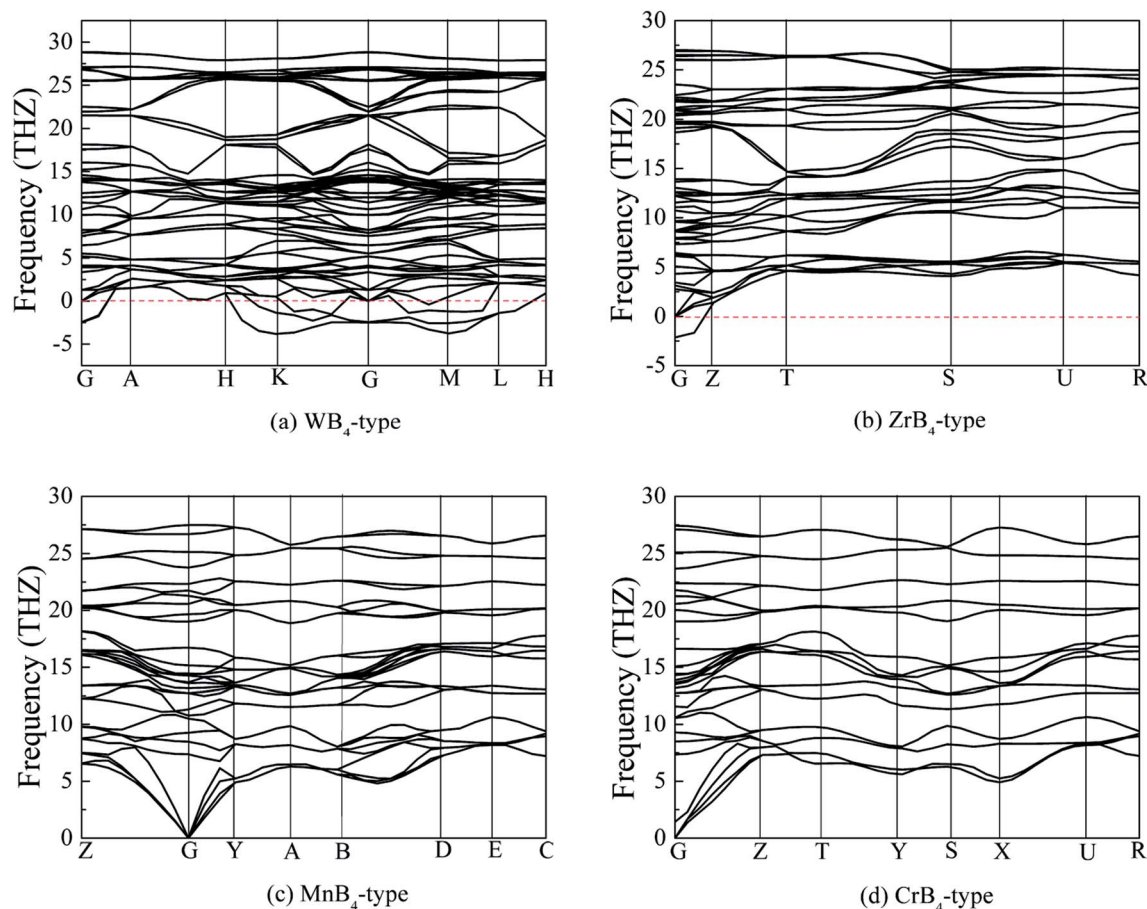 Frequency (THZ)
30
25
20
15
10
5
0
-5
G A H K G M L H
(a) WB₄-type
Frequency (THZ)
30
25
20
15
10
5
0
-5
G Z T S U R
(b) ZrB₄-type
Frequency (THZ)
30
25
20
15
10
5
0
Z G Y A B D E C
(c) MnB₄-type
Frequency (THZ)
30
25
20
15
10
5
0
G Z T Y S X U R
(d) CrB₄-type